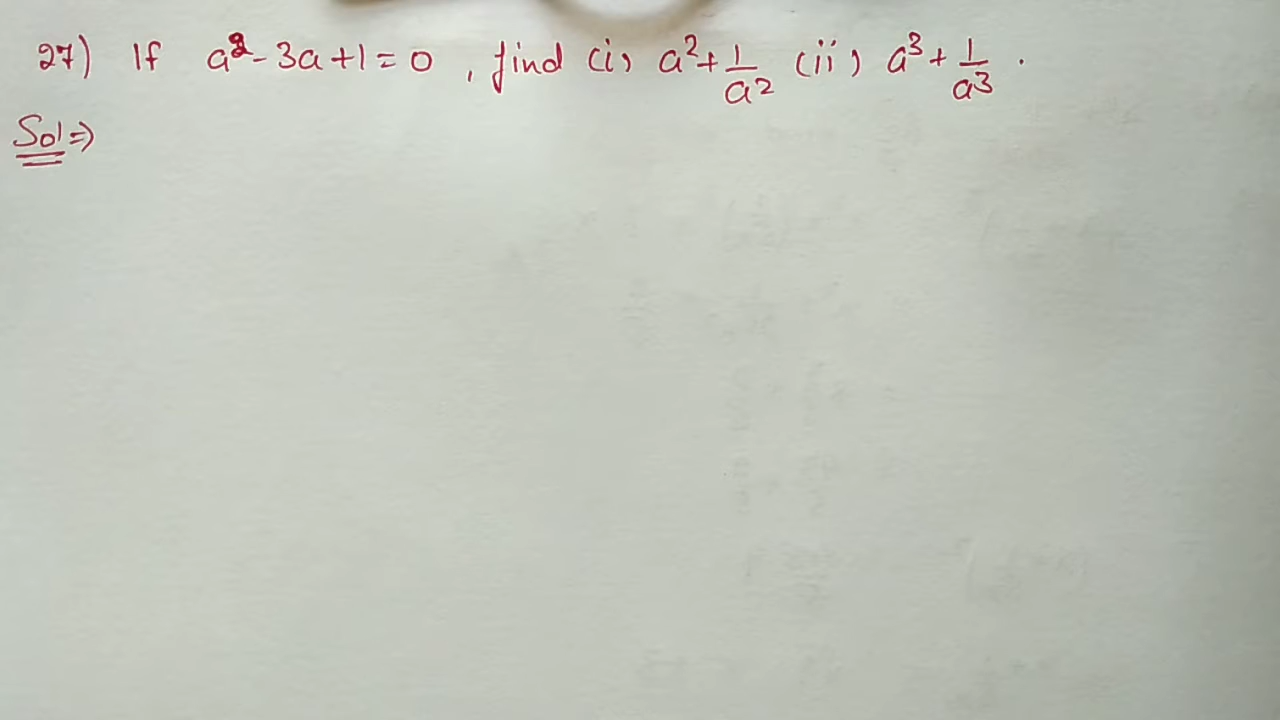 27) If a² - 3a + 1 = 0 , find (i) a² + 1/a² (ii) a³ + 1/a³ .
Sol ⇒